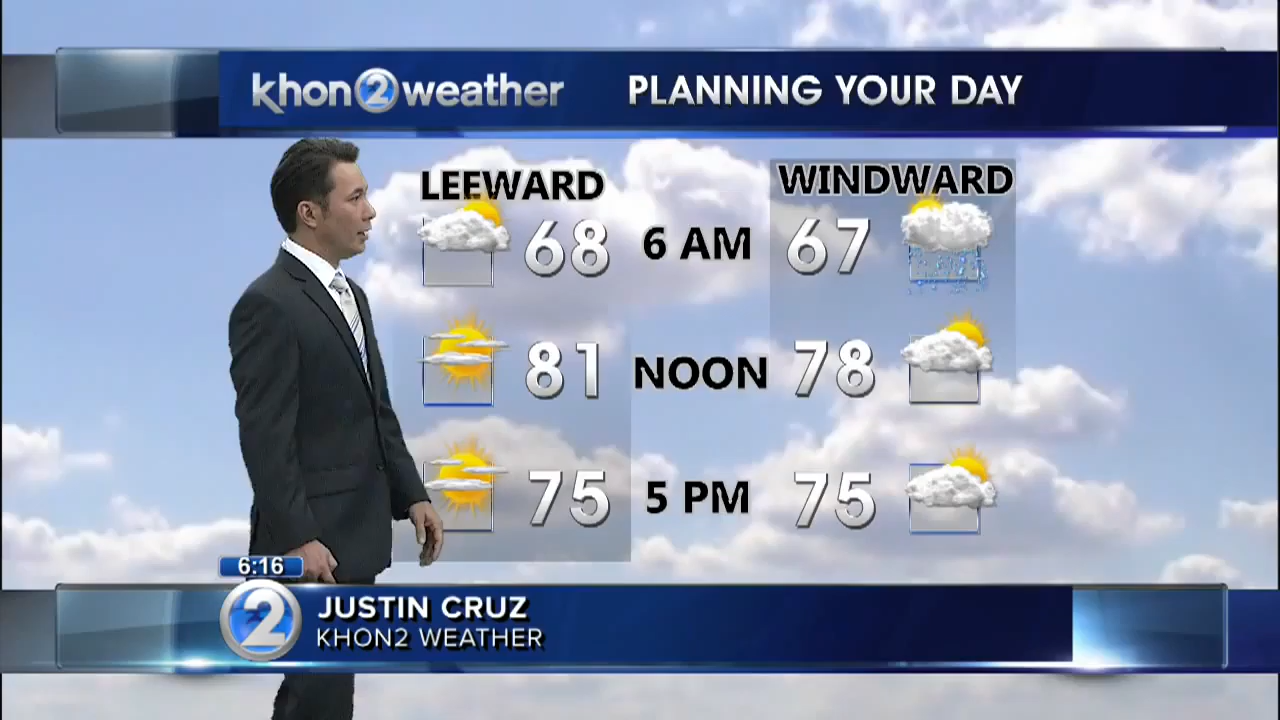 khon2weather PLANNING YOUR DAY
LEEWARD WINDWARD
68 6 AM 67
81 NOON 78
75 5 PM 75
6:16
2 JUSTIN CRUZ
KHON2 WEATHER